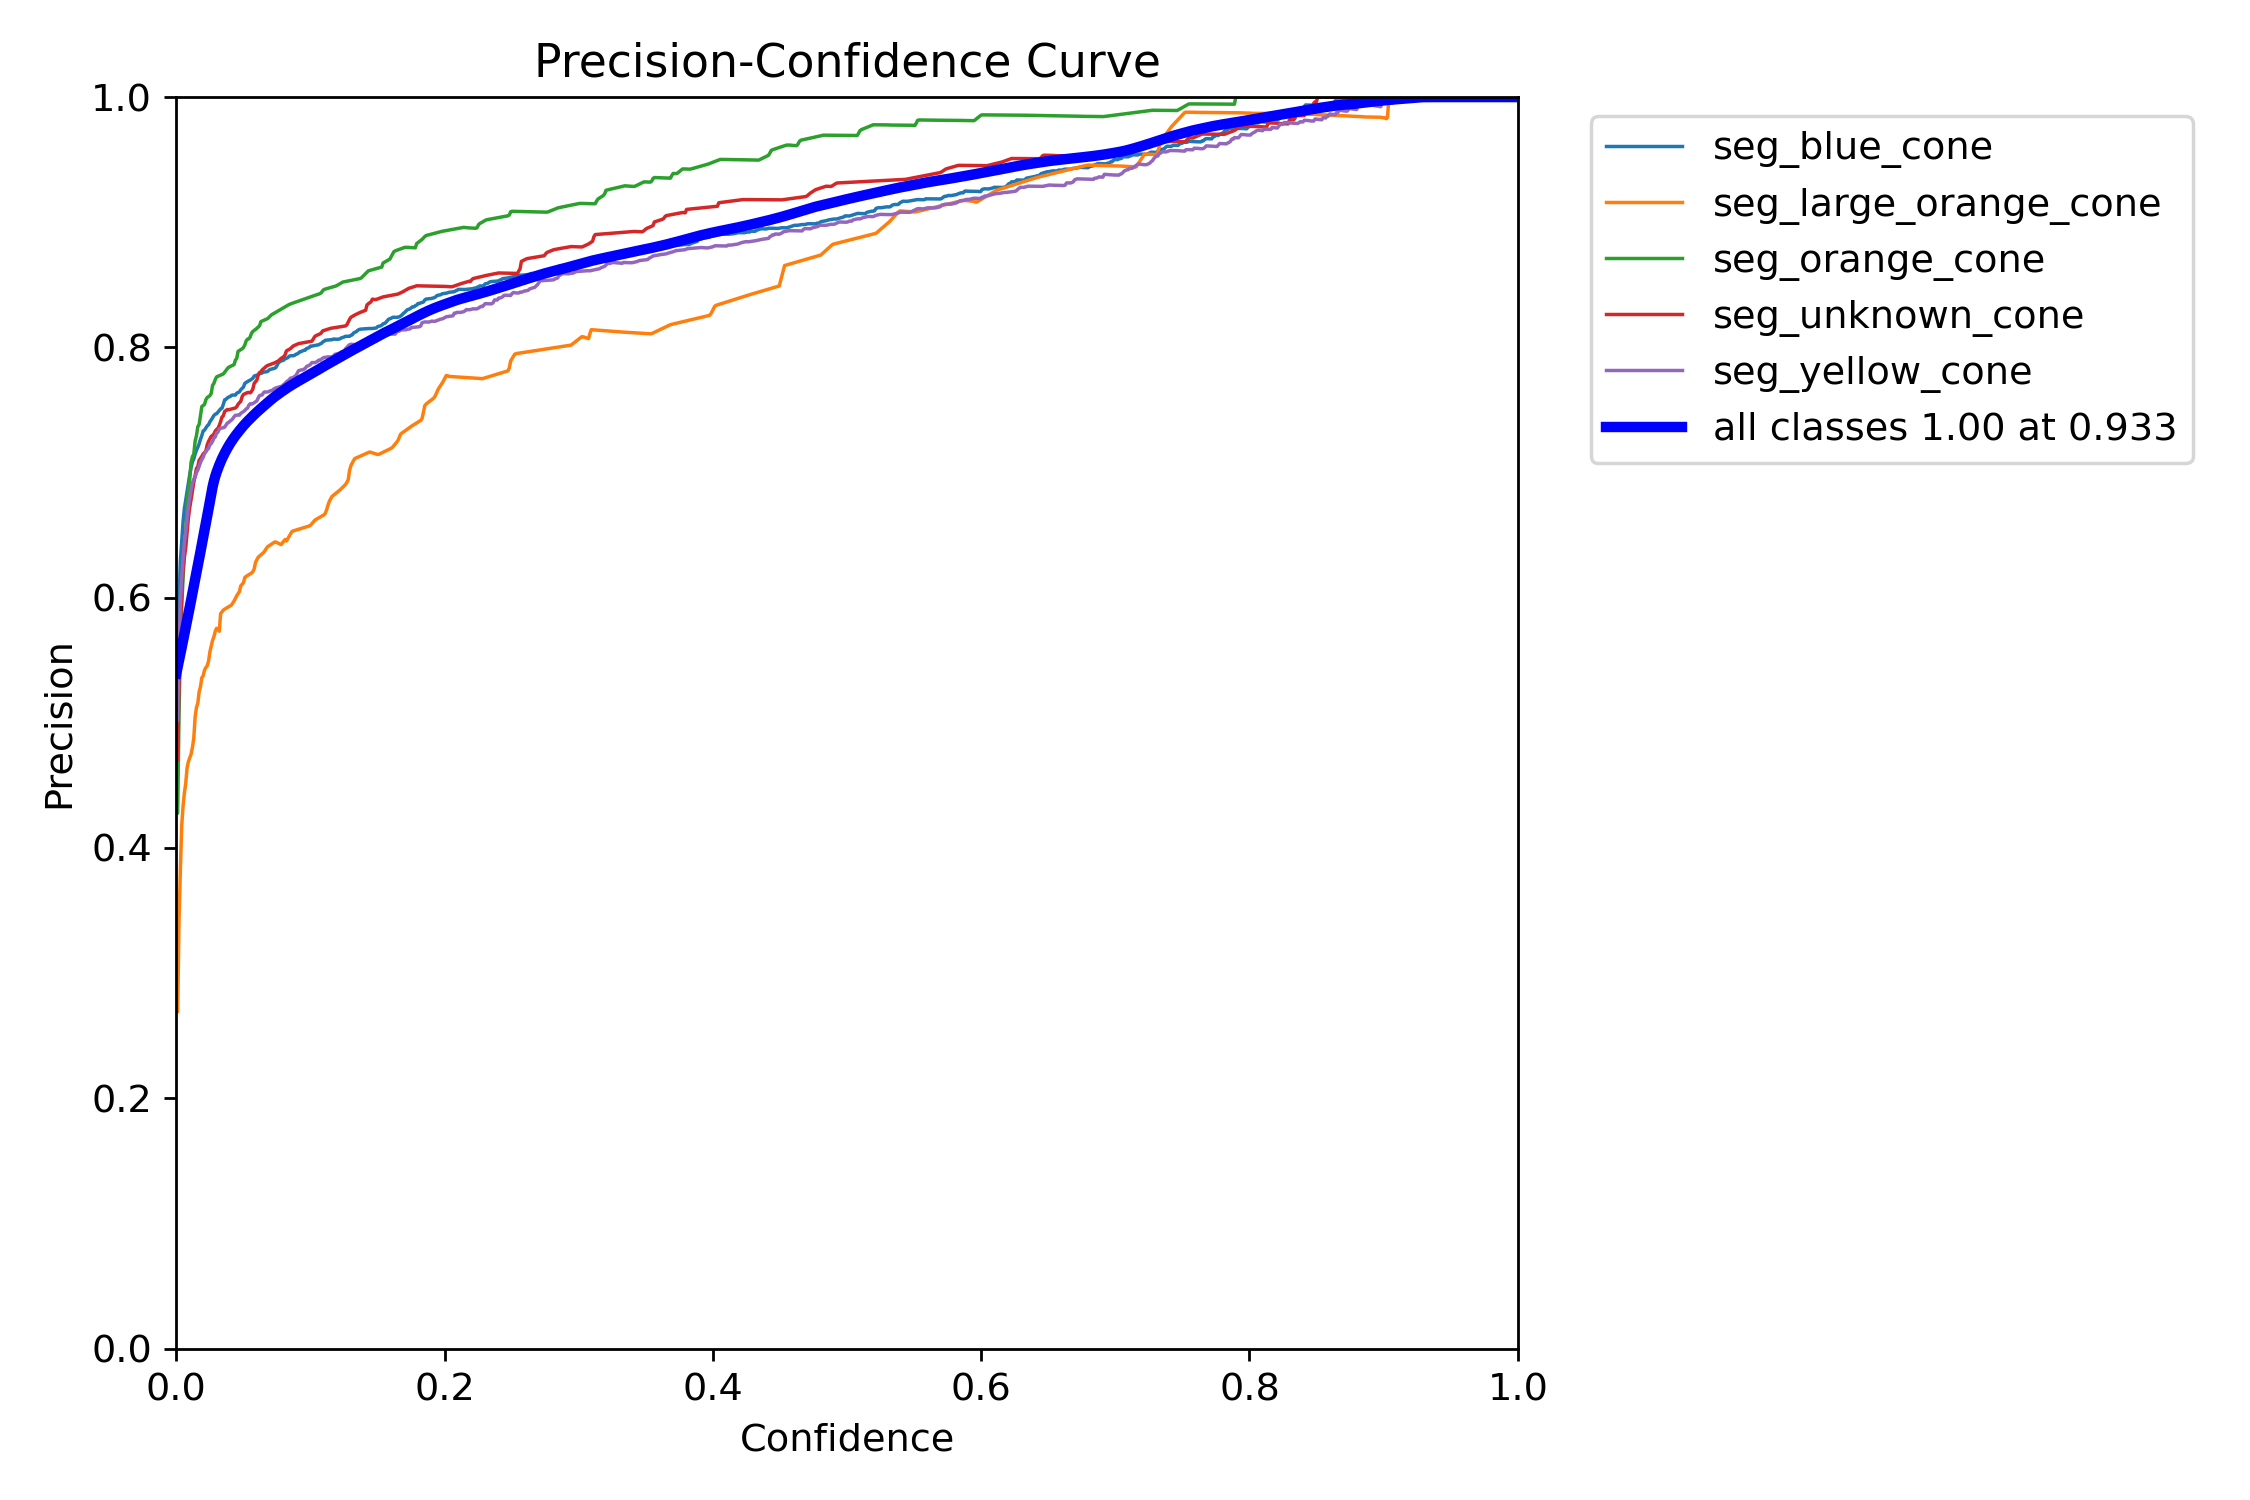 Precision-Confidence Curve
1.0
0.8
0.6
0.4
0.2
0.0
Precision
0.0 0.2 0.4 0.6 0.8 1.0
Confidence
seg_blue_cone
seg_large_orange_cone
seg_orange_cone
seg_unknown_cone
seg_yellow_cone
all classes 1.00 at 0.933